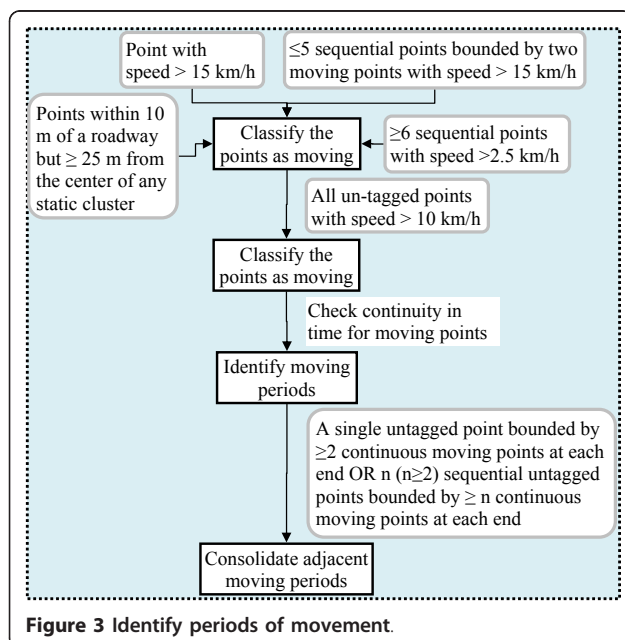 Point with
speed > 15 km/h
≤5 sequential points bounded by two
moving points with speed > 15 km/h
Points within 10
m of a roadway
but ≥ 25 m from
the center of any
static cluster
Classify the
points as moving
≥6 sequential points
with speed >2.5 km/h
All un-tagged points
with speed > 10 km/h
Classify the
points as moving
Check continuity in
time for moving points
Identify moving
periods
A single untagged point bounded by
≥2 continuous moving points at each
end OR n (n≥2) sequential untagged
points bounded by ≥ n continuous
moving points at each end
Consolidate adjacent
moving periods
Figure 3 Identify periods of movement.